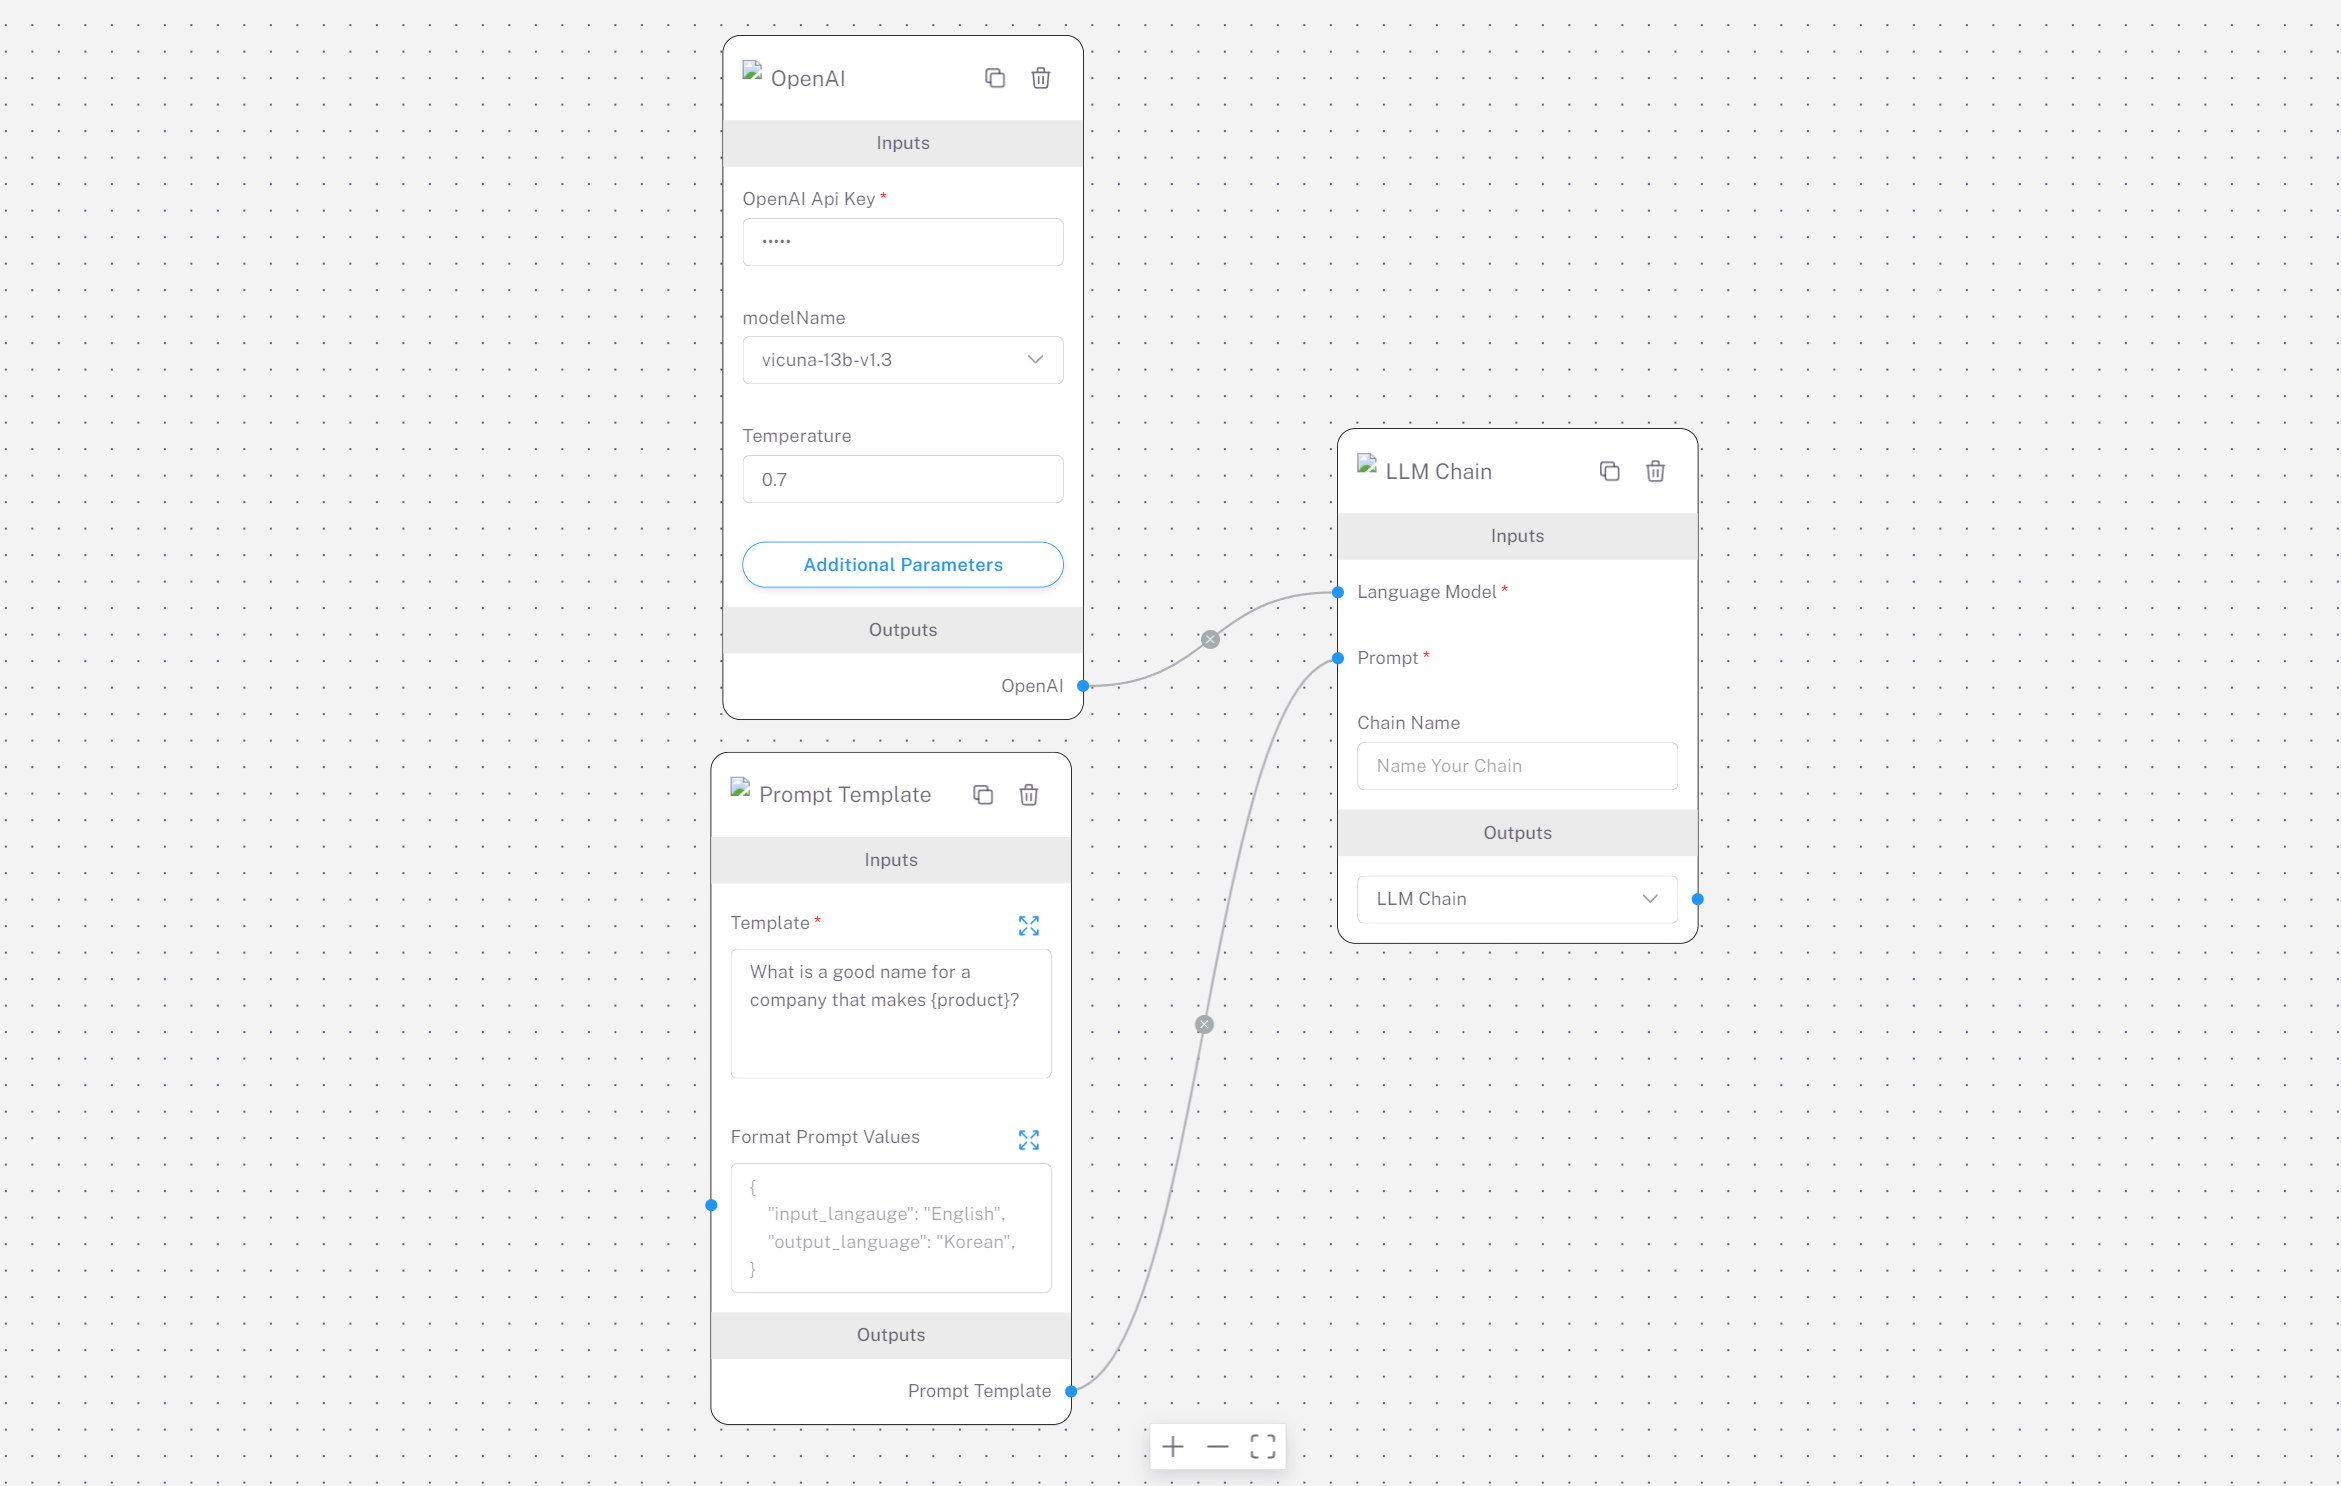 OpenAI
Inputs
OpenAI Api Key *
•••••
modelName
vicuna-13b-v1.3
Temperature
0.7
Additional Parameters
Outputs
OpenAI
Prompt Template
Inputs
Template *
What is a good name for a
company that makes {product}?
Format Prompt Values
{
"input_langauge": "English",
"output_language": "Korean",
}
Outputs
Prompt Template
LLM Chain
Inputs
Language Model *
Prompt *
Chain Name
Name Your Chain
Outputs
LLM Chain